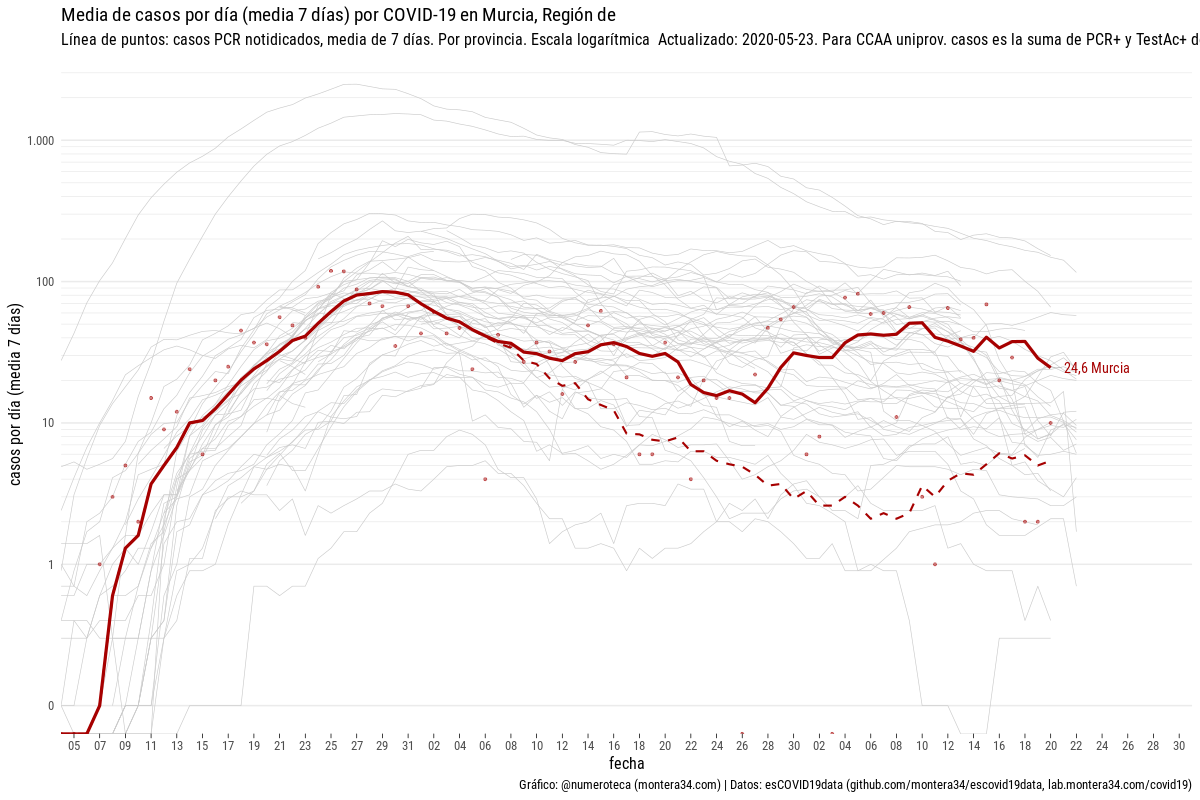 Media de casos por día (media 7 días) por COVID-19 en Murcia, Región de
Línea de puntos: casos PCR notidicados, media de 7 días. Por provincia. Escala logarítmica  Actualizado: 2020-05-23. Para CCAA uniprov. casos es la suma de PCR+ y TestAc+ d
casos por día (media 7 días)
1.000
100
10
1
0
24,6 Murcia
05 07 09 11 13 15 17 19 21 23 25 27 29 31 02 04 06 08 10 12 14 16 18 20 22 24 26 28 30 02 04 06 08 10 12 14 16 18 20 22 24 26 28 30
fecha
Gráfico: @numeroteca (montera34.com) | Datos: esCOVID19data (github.com/montera34/escovid19data, lab.montera34.com/covid19)